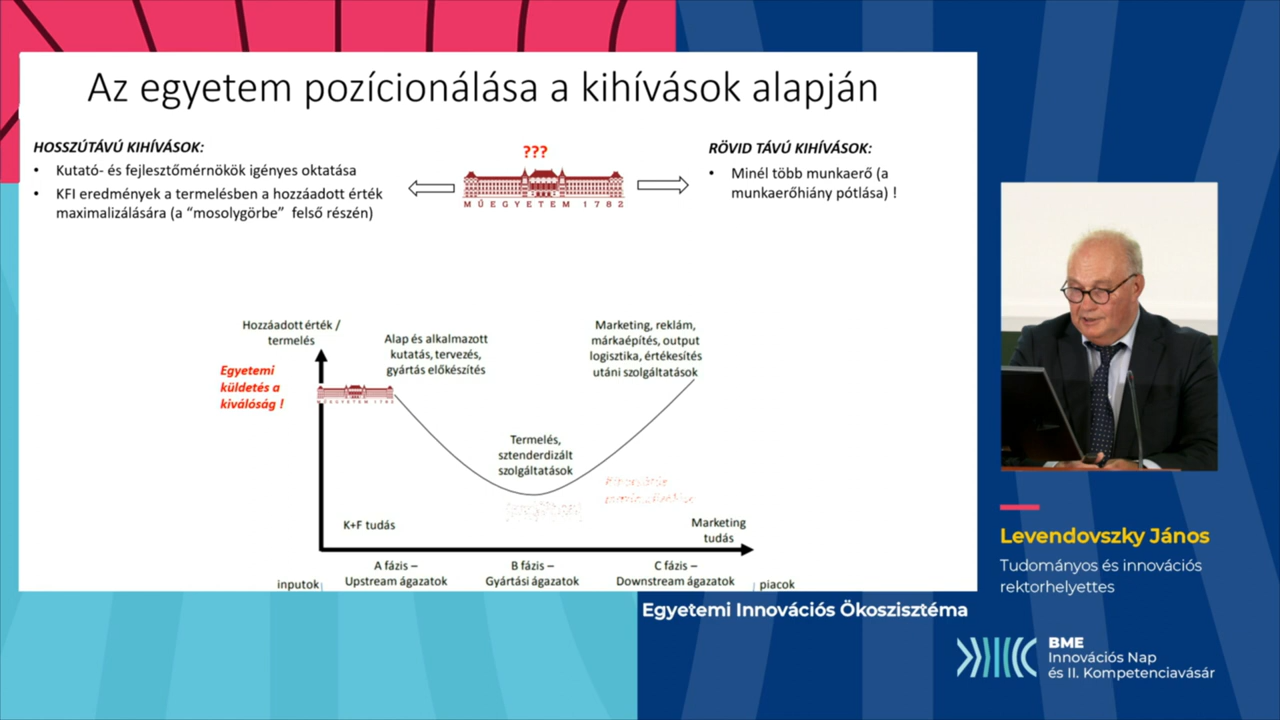 Az egyetem pozícionálása a kihívások alapján
HOSSZÚTÁVÚ KIHÍVÁSOK:
• Kutató- és fejlesztőmérnökök igényes oktatása
• KFI eredmények a termelésben a hozzáadott érték
maximalizálására (a “mosolygörbe” felső részén)
???
MŰEGYETEM 1782
RÖVID TÁVÚ KIHÍVÁSOK:
• Minél több munkaerő (a
munkaerőhiány pótlása) !
Hozzáadott érték /
termelés
Egyetemi
küldetés a
kiválóság !
MŰEGYETEM 1782
Alap és alkalmazott
kutatás, tervezés,
gyártás előkészítés
Marketing, reklám,
márkaépítés, output
logisztika, értékesítés
utáni szolgáltatások
Termelés,
sztenderdizált
szolgáltatások
K+F tudás
Marketing
tudás
A fázis –
Upstream ágazatok
B fázis –
Gyártási ágazatok
C fázis –
Downstream ágazatok
inputok
piacok
Levendovszky János
Tudományos és innovációs
rektorhelyettes
Egyetemi Innovációs Ökoszisztéma
BME
Innovációs Nap
és II. Kompetenciavásár